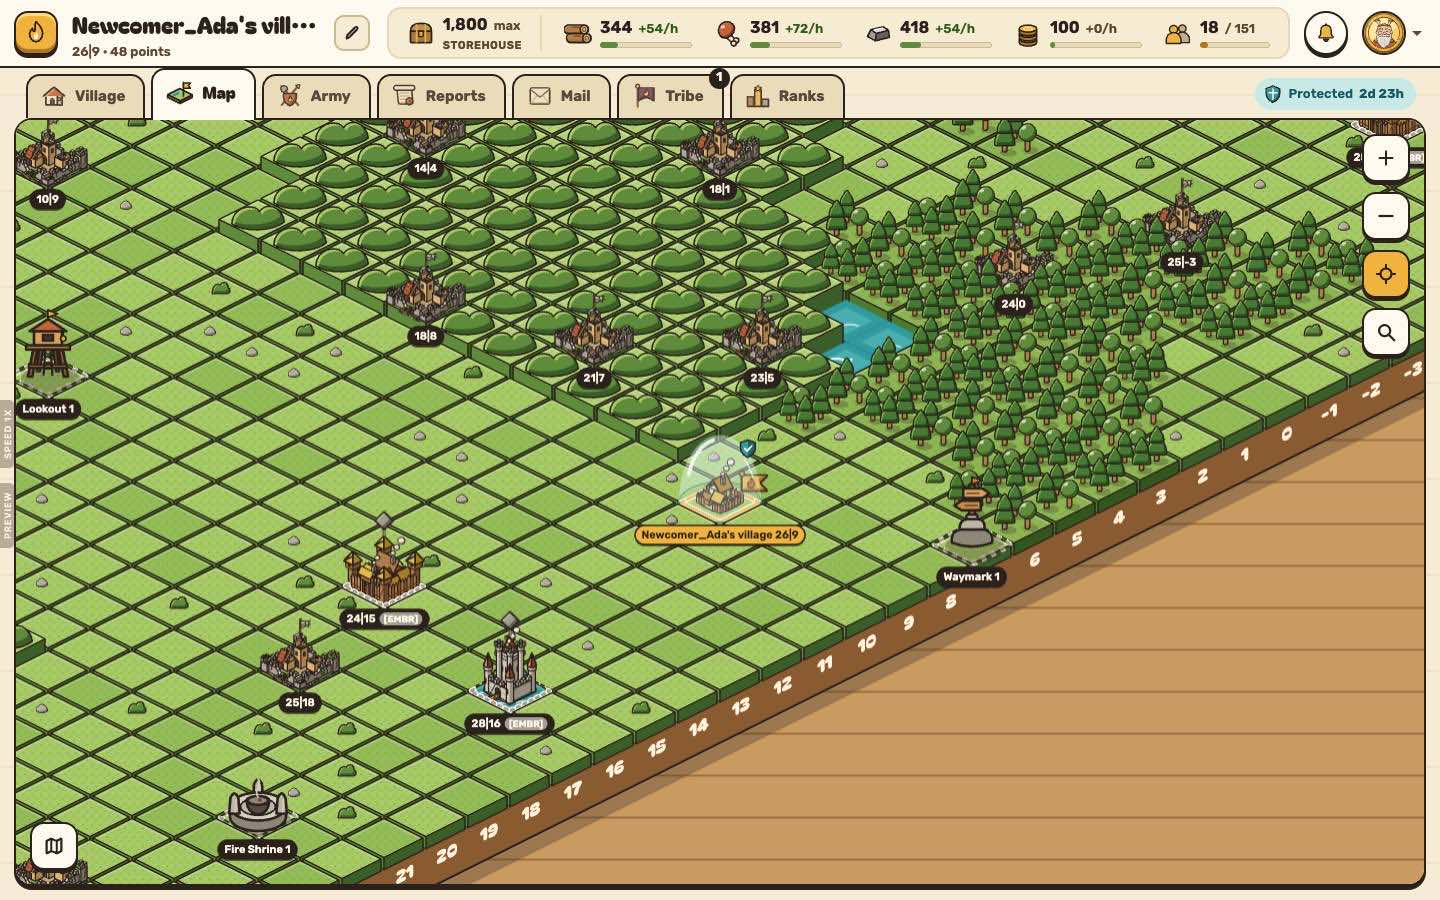 Newcomer_Ada's vill···
26|9 • 48 points
1,800 max
STOREHOUSE
344 +54/h
381 +72/h
418 +54/h
100 +0/h
18 / 151
Village
Map
Army
Reports
Mail
Tribe
1
Ranks
Protected 2d 23h
10|9
14|4
18|1
25|-3
24|0
18|8
21|7
23|5
Lookout 1
SPEED 1X
PREVIEW
Newcomer_Ada's village 26|9
Waymark 1
24|15 [EMBR]
25|18
28|16 [EMBR]
Fire Shrine 1
-3
-2
-1
0
1
2
3
4
5
6
8
9
10
11
12
13
14
15
16
17
18
19
20
21